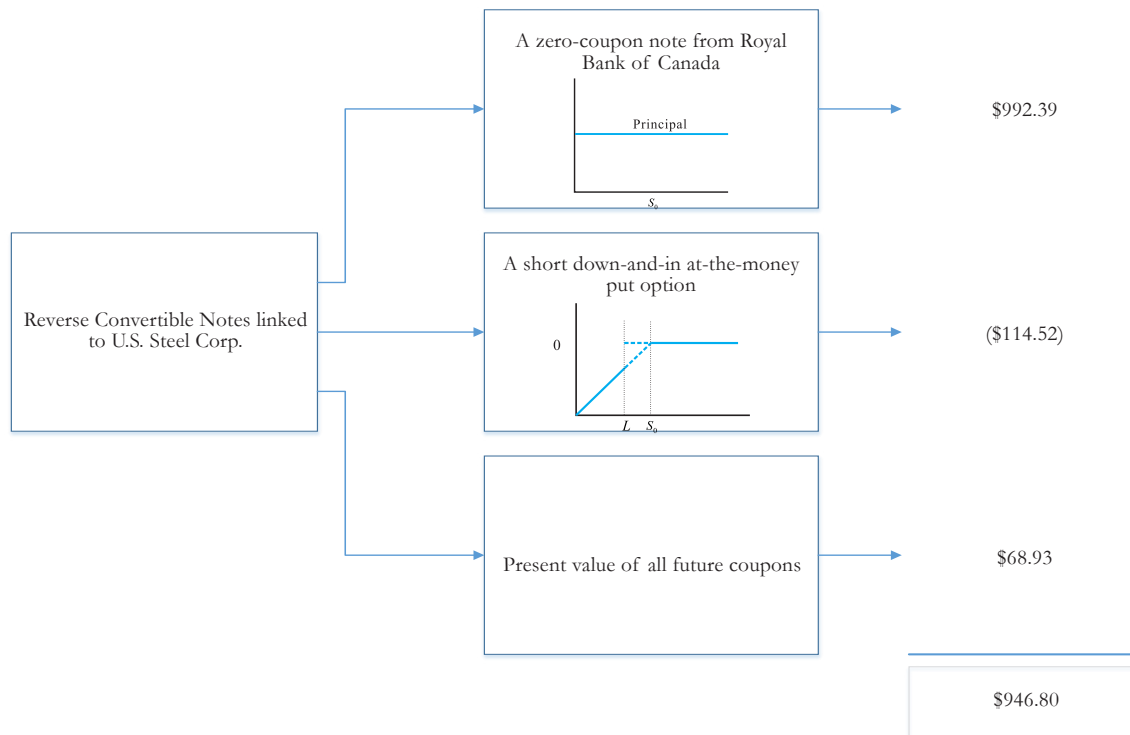 A zero-coupon note from Royal
Bank of Canada
Principal
S₀
$992.39
Reverse Convertible Notes linked
to U.S. Steel Corp.
A short down-and-in at-the-money
put option
0
L S₀
($114.52)
Present value of all future coupons
$68.93
$946.80